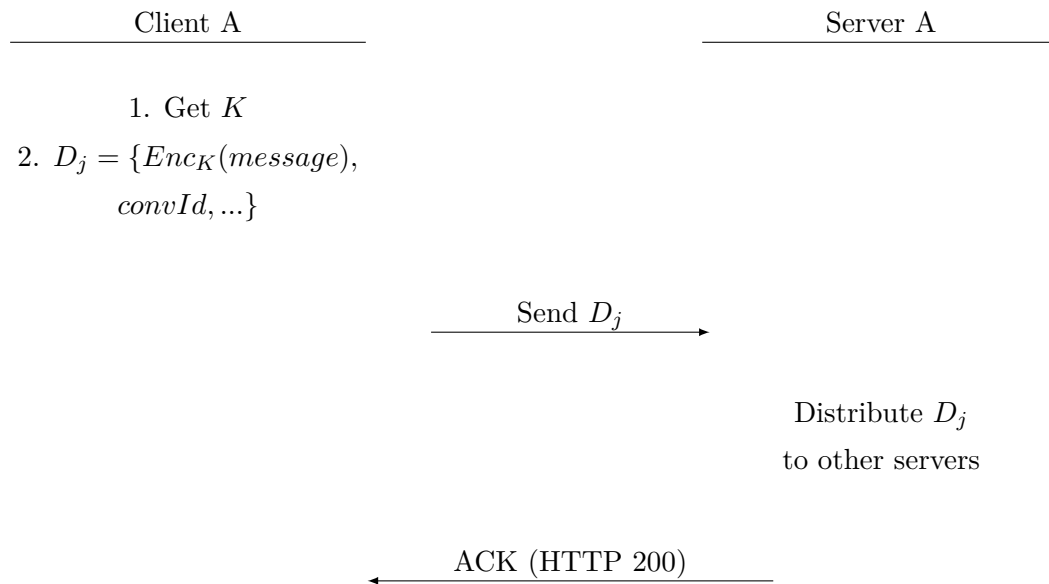 Client A
Server A
1. Get K
2. D_j = {Enc_K(message),
convId, ...}
Send D_j
Distribute D_j
to other servers
ACK (HTTP 200)